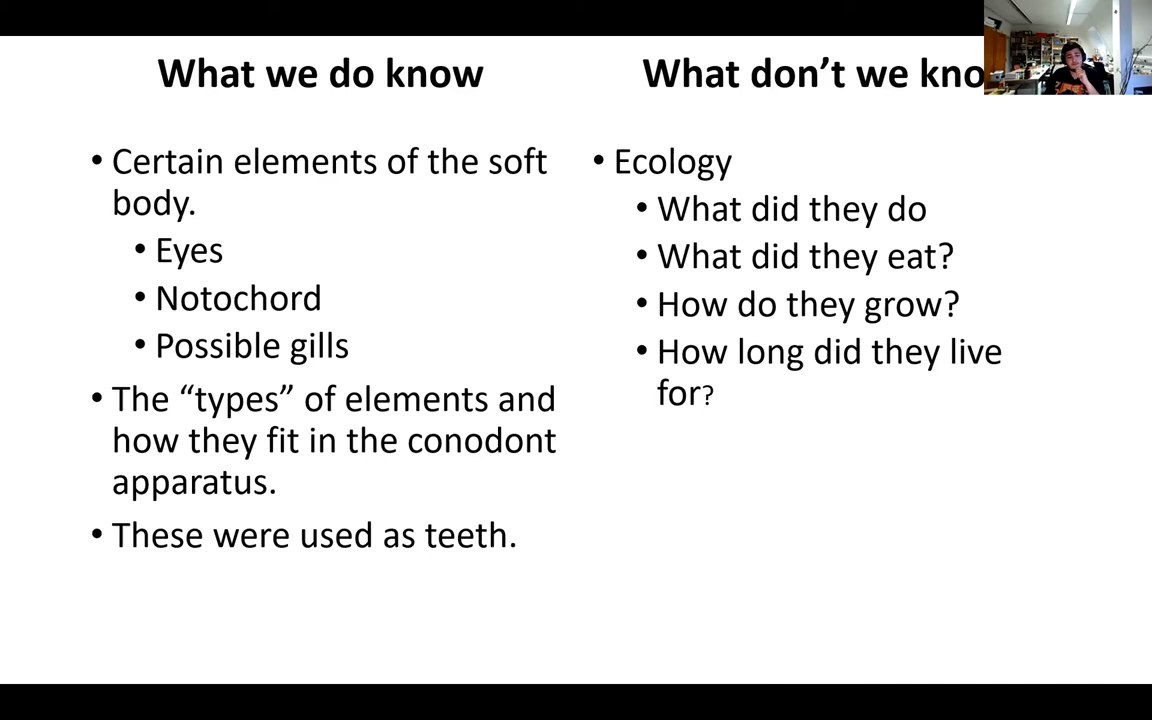 What we do know
• Certain elements of the soft
body.
• Eyes
• Notochord
• Possible gills
• The “types” of elements and
how they fit in the conodont
apparatus.
• These were used as teeth.
What don’t we kno
• Ecology
• What did they do
• What did they eat?
• How do they grow?
• How long did they live
for?